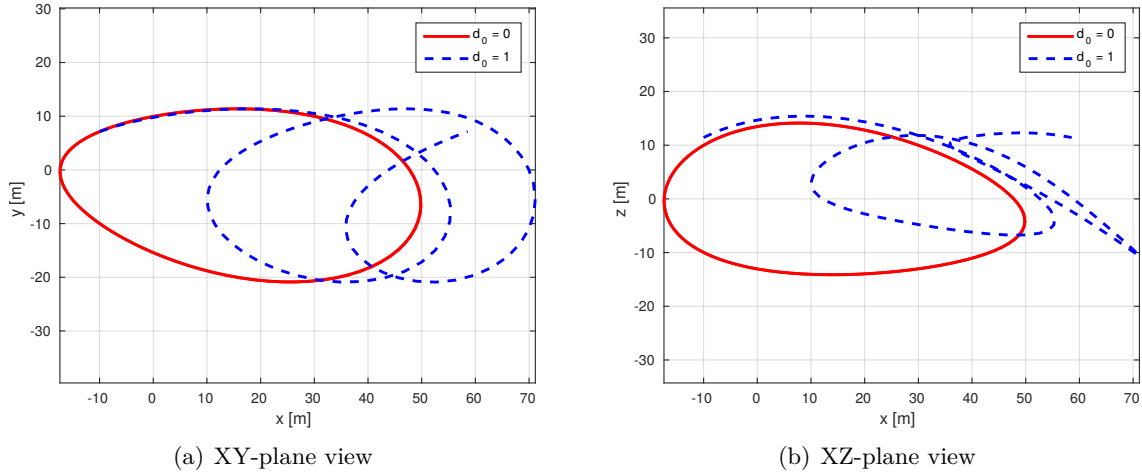 30
20
10
0
-10
-20
-30
y [m]
-10 0 10 20 30 40 50 60 70
x [m]
d0 = 0
d0 = 1
(a) XY-plane view
30
20
10
0
-10
-20
-30
z [m]
-10 0 10 20 30 40 50 60 70
x [m]
d0 = 0
d0 = 1
(b) XZ-plane view